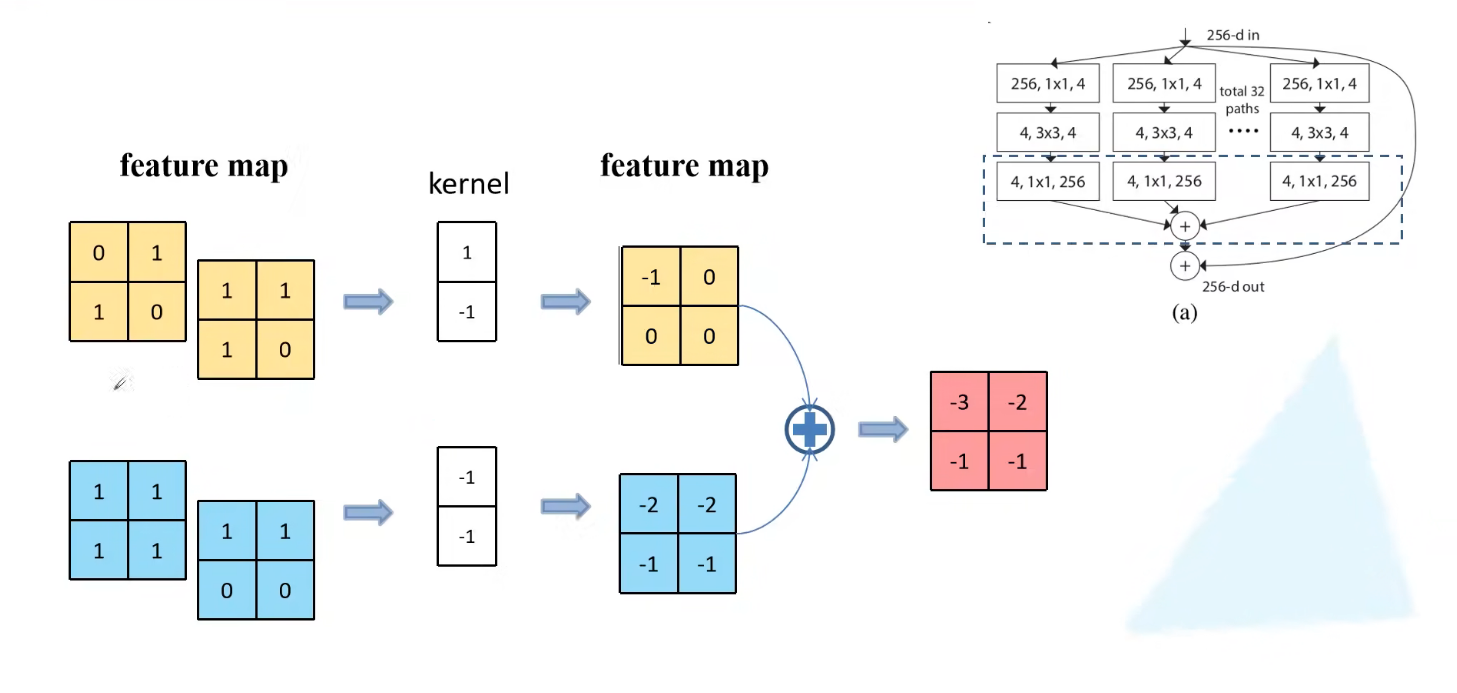 256-d in
256, 1x1, 4 256, 1x1, 4 total 32 paths 256, 1x1, 4
4, 3x3, 4 4, 3x3, 4 •••• 4, 3x3, 4
4, 1x1, 256 4, 1x1, 256 4, 1x1, 256
+
+
256-d out
(a)
feature map
kernel
feature map
0 1
1 0
1 1
1 0
1
-1
-1 0
0 0
1 1
1 1
1 1
0 0
-1
-1
-2 -2
-1 -1
-3 -2
-1 -1